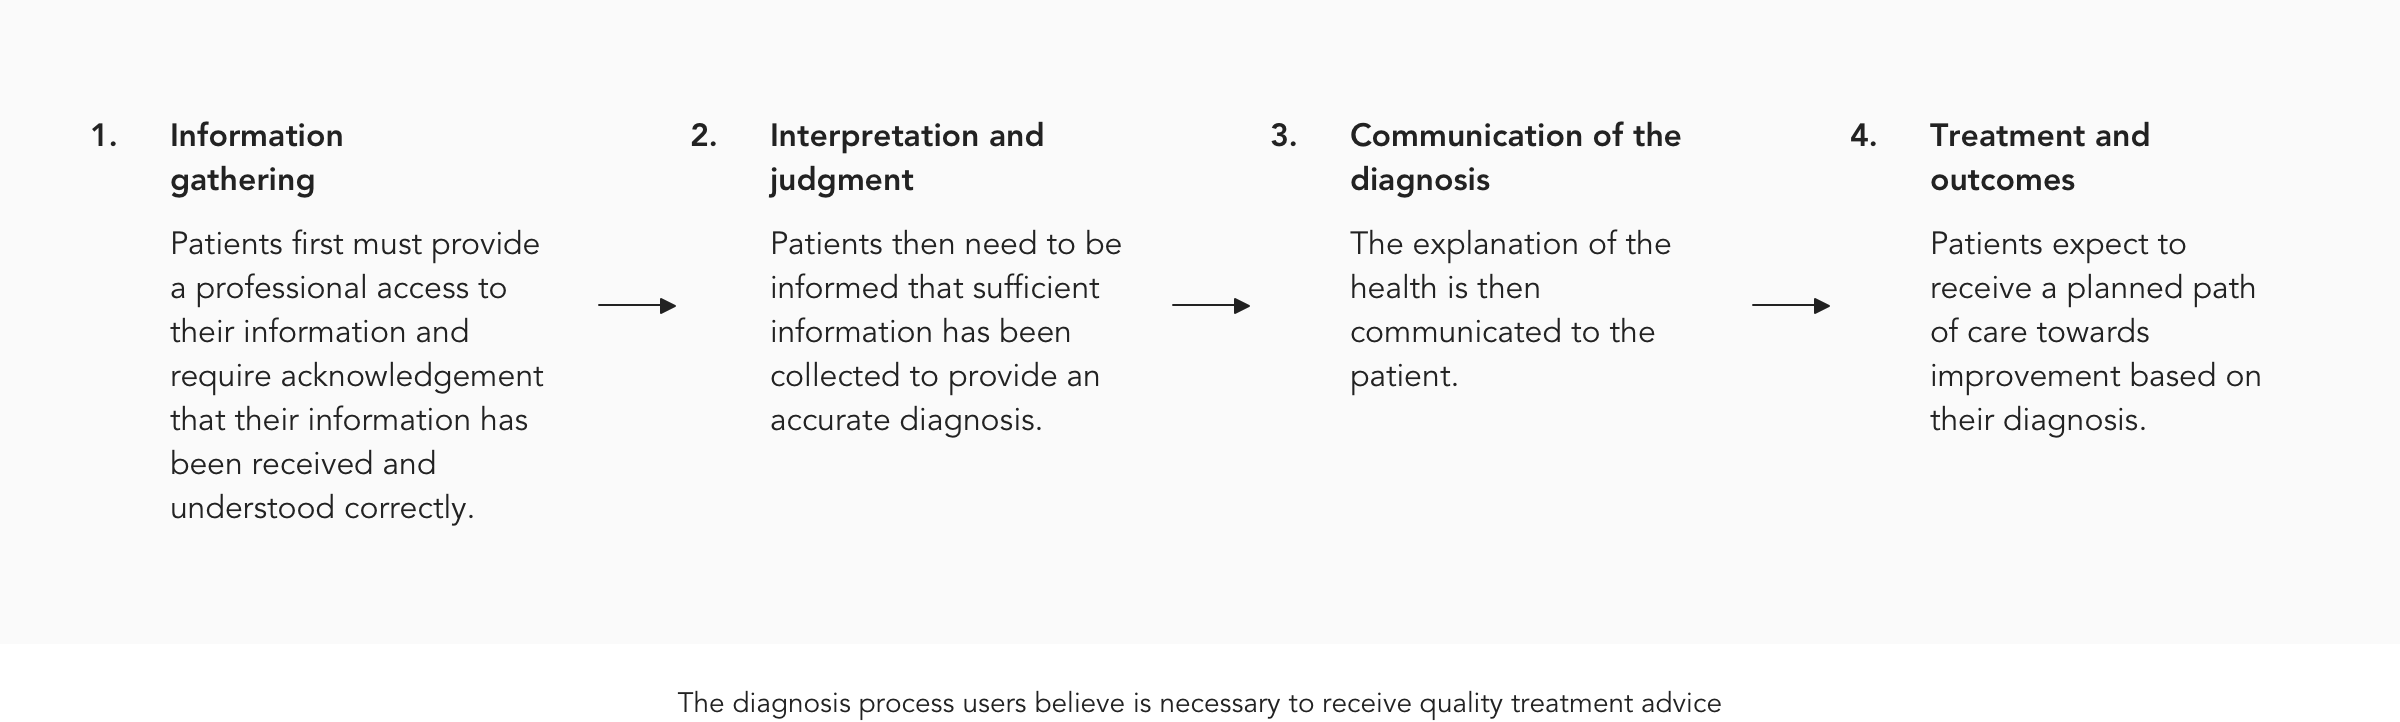 1. Information
gathering
Patients first must provide
a professional access to
their information and
require acknowledgement
that their information has
been received and
understood correctly.
2. Interpretation and
judgment
Patients then need to be
informed that sufficient
information has been
collected to provide an
accurate diagnosis.
3. Communication of the
diagnosis
The explanation of the
health is then
communicated to the
patient.
4. Treatment and
outcomes
Patients expect to
receive a planned path
of care towards
improvement based on
their diagnosis.
The diagnosis process users believe is necessary to receive quality treatment advice